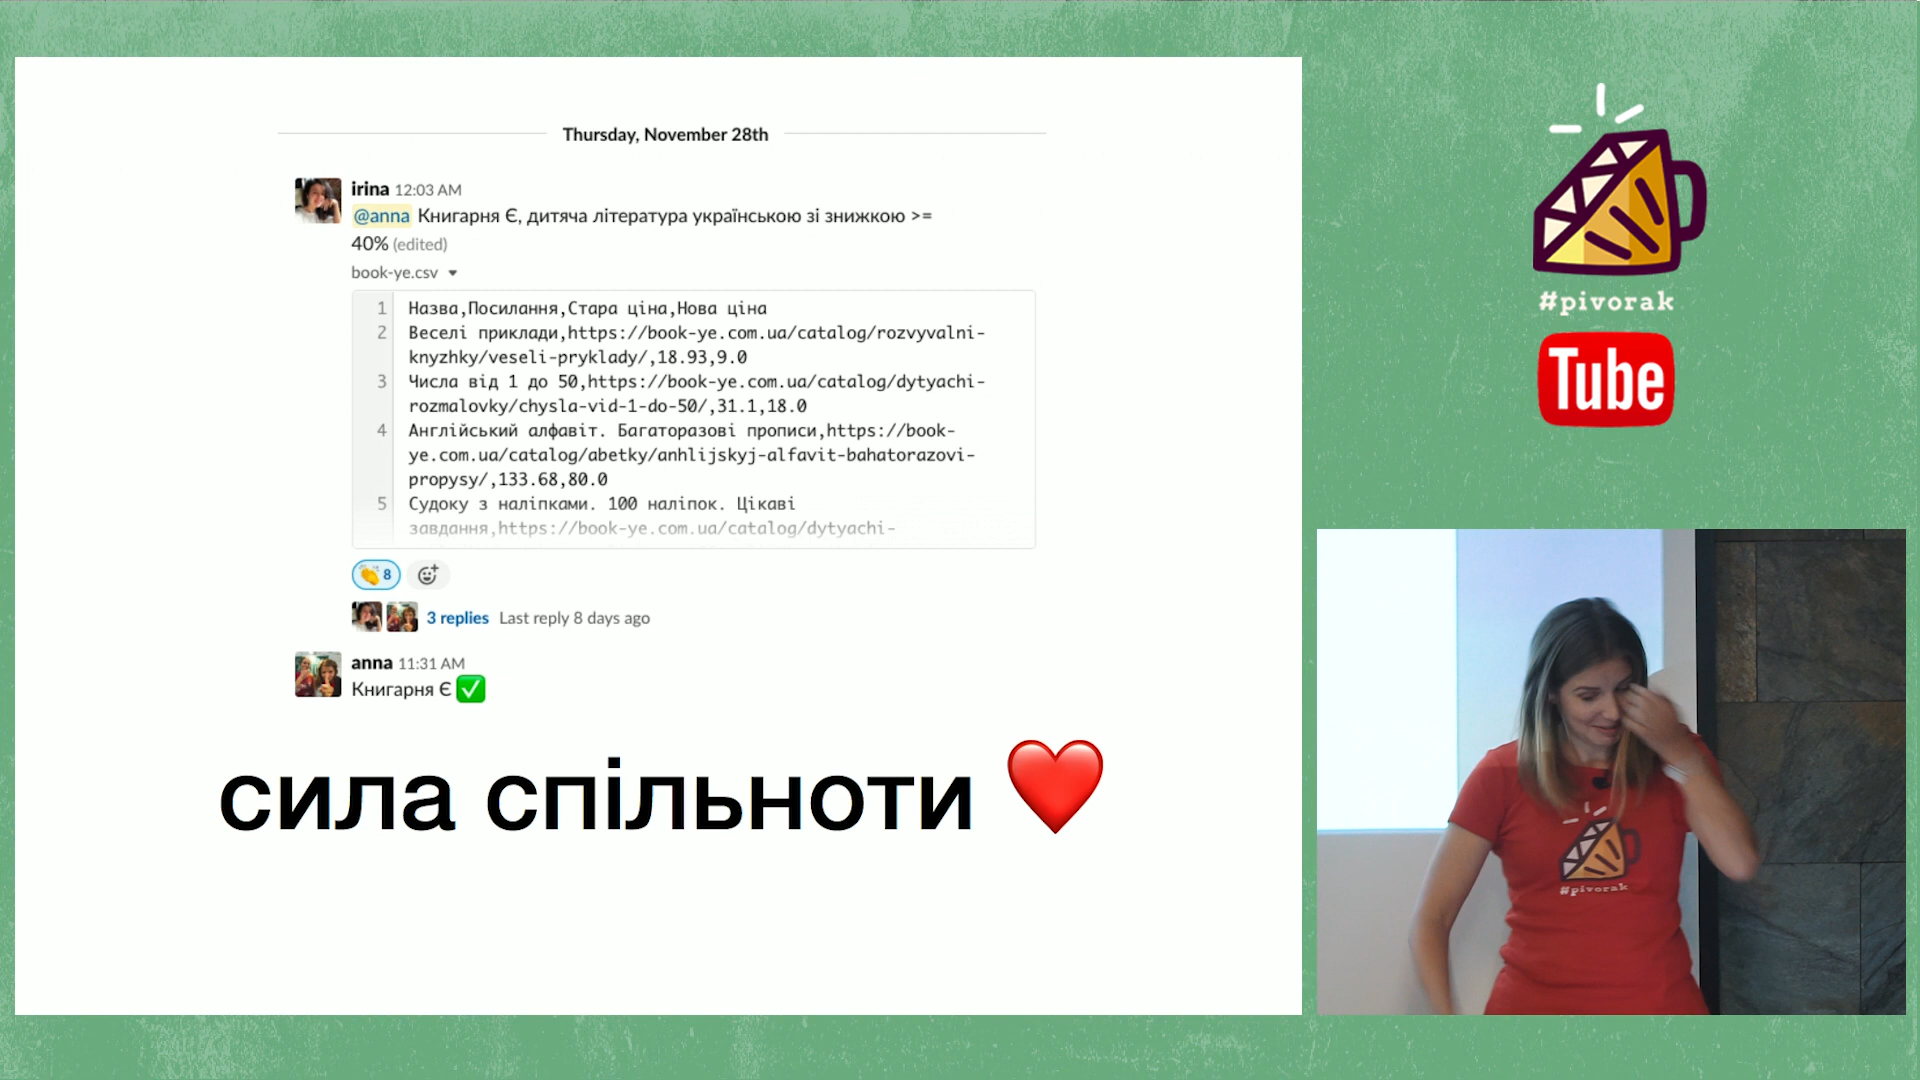 Thursday, November 28th
irina 12:03 AM
@anna Книгарня Є, дитяча література українською зі знижкою >=
40% (edited)
book-ye.csv
1 Назва,Посилання,Стара ціна,Нова ціна
2 Веселі приклади,https://book-ye.com.ua/catalog/rozvyvalni-
knyzhky/veseli-pryklady/,18.93,9.0
3 Числа від 1 до 50,https://book-ye.com.ua/catalog/dytyachi-
rozmalovky/chysla-vid-1-do-50/,31.1,18.0
4 Англійський алфавіт. Багаторазові прописи,https://book-
ye.com.ua/catalog/abetky/anhlijskyj-alfavit-bahatorazovi-
propysy/,133.68,80.0
5 Судоку з наліпками. 100 наліпок. Цікаві
завдання,https://book-ye.com.ua/catalog/dytyachi-
8
3 replies Last reply 8 days ago
anna 11:31 AM
Книгарня Є
сила спільноти
#pivorak
Tube
#pivorak